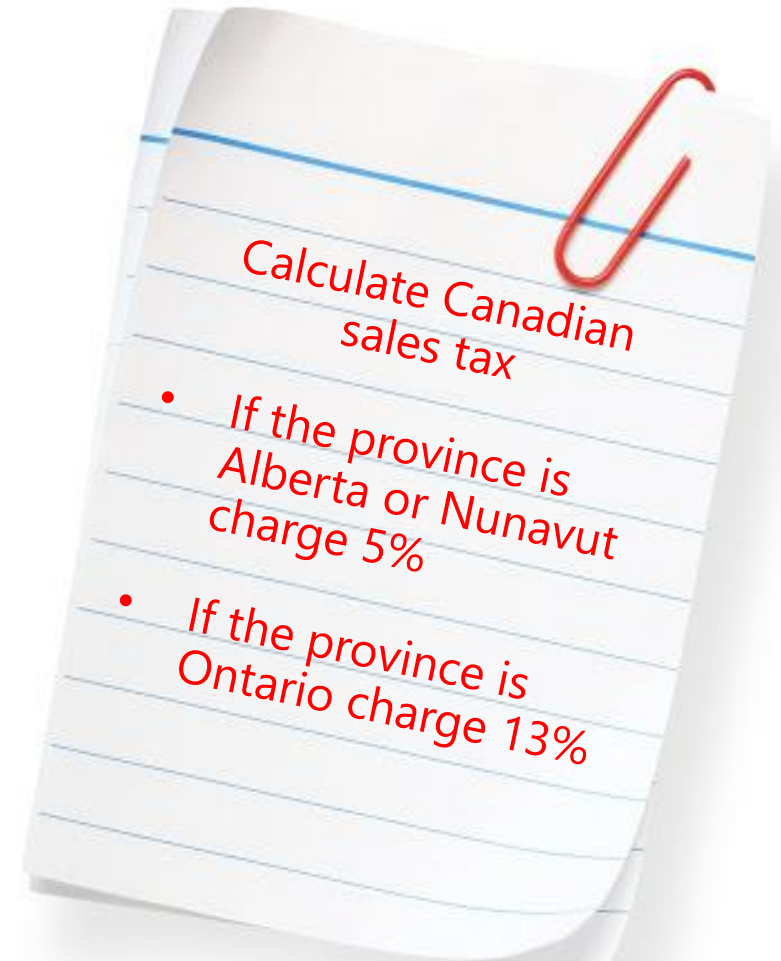 Calculate Canadian
sales tax
• If the province is
Alberta or Nunavut
charge 5%
• If the province is
Ontario charge 13%